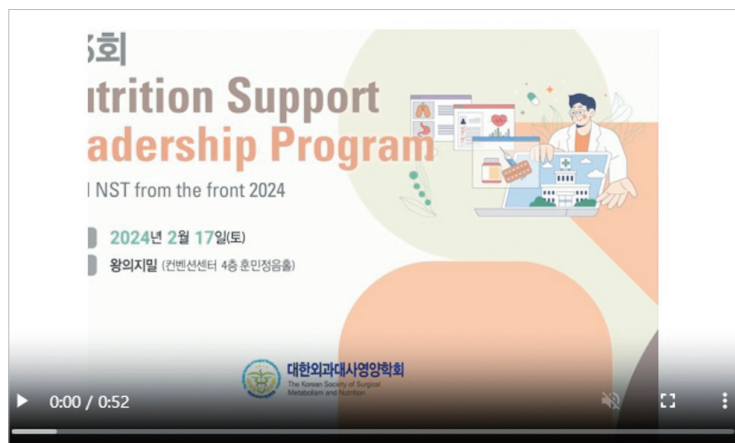 회
utrition Support
adership Program
NST from the front 2024
2024년 2월 17일(토)
왕의지밀 (컨벤션센터 4층 훈민정음홀)
대한외과대사영양학회
The Korean Society of Surgical
Metabolism and Nutrition
0:00 / 0:52